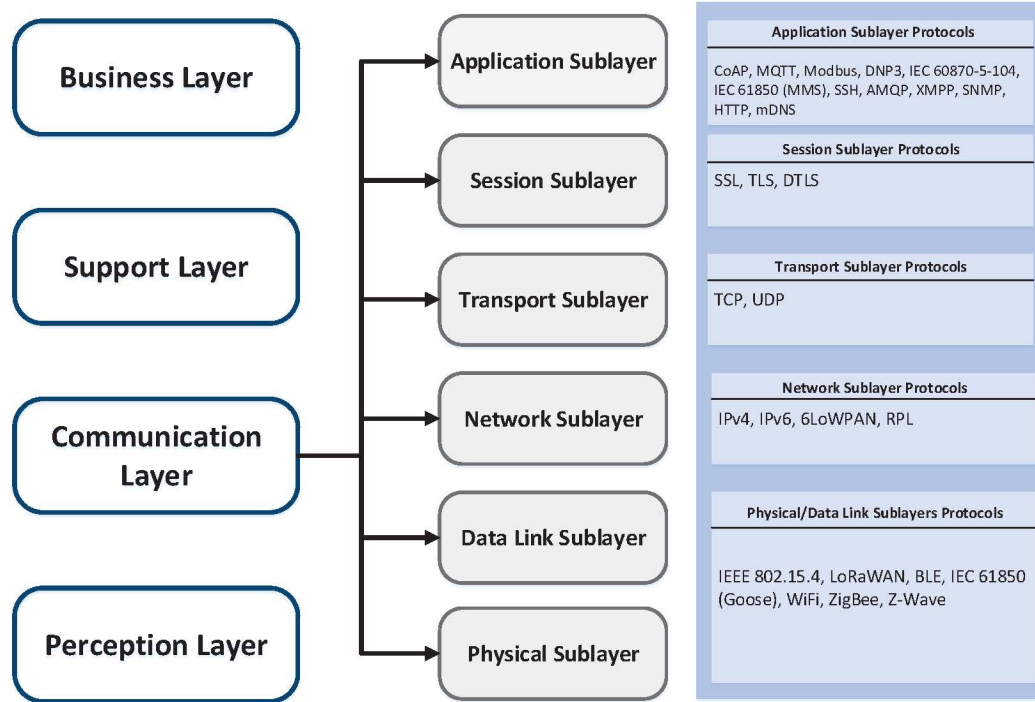 Business Layer
Support Layer
Communication
Layer
Perception Layer
Application Sublayer
Session Sublayer
Transport Sublayer
Network Sublayer
Data Link Sublayer
Physical Sublayer
Application Sublayer Protocols
CoAP, MQTT, Modbus, DNP3, IEC 60870-5-104,
IEC 61850 (MMS), SSH, AMQP, XMPP, SNMP,
HTTP, mDNS
Session Sublayer Protocols
SSL, TLS, DTLS
Transport Sublayer Protocols
TCP, UDP
Network Sublayer Protocols
IPv4, IPv6, 6LoWPAN, RPL
Physical/Data Link Sublayers Protocols
IEEE 802.15.4, LoRaWAN, BLE, IEC 61850
(Goose), WiFi, ZigBee, Z-Wave